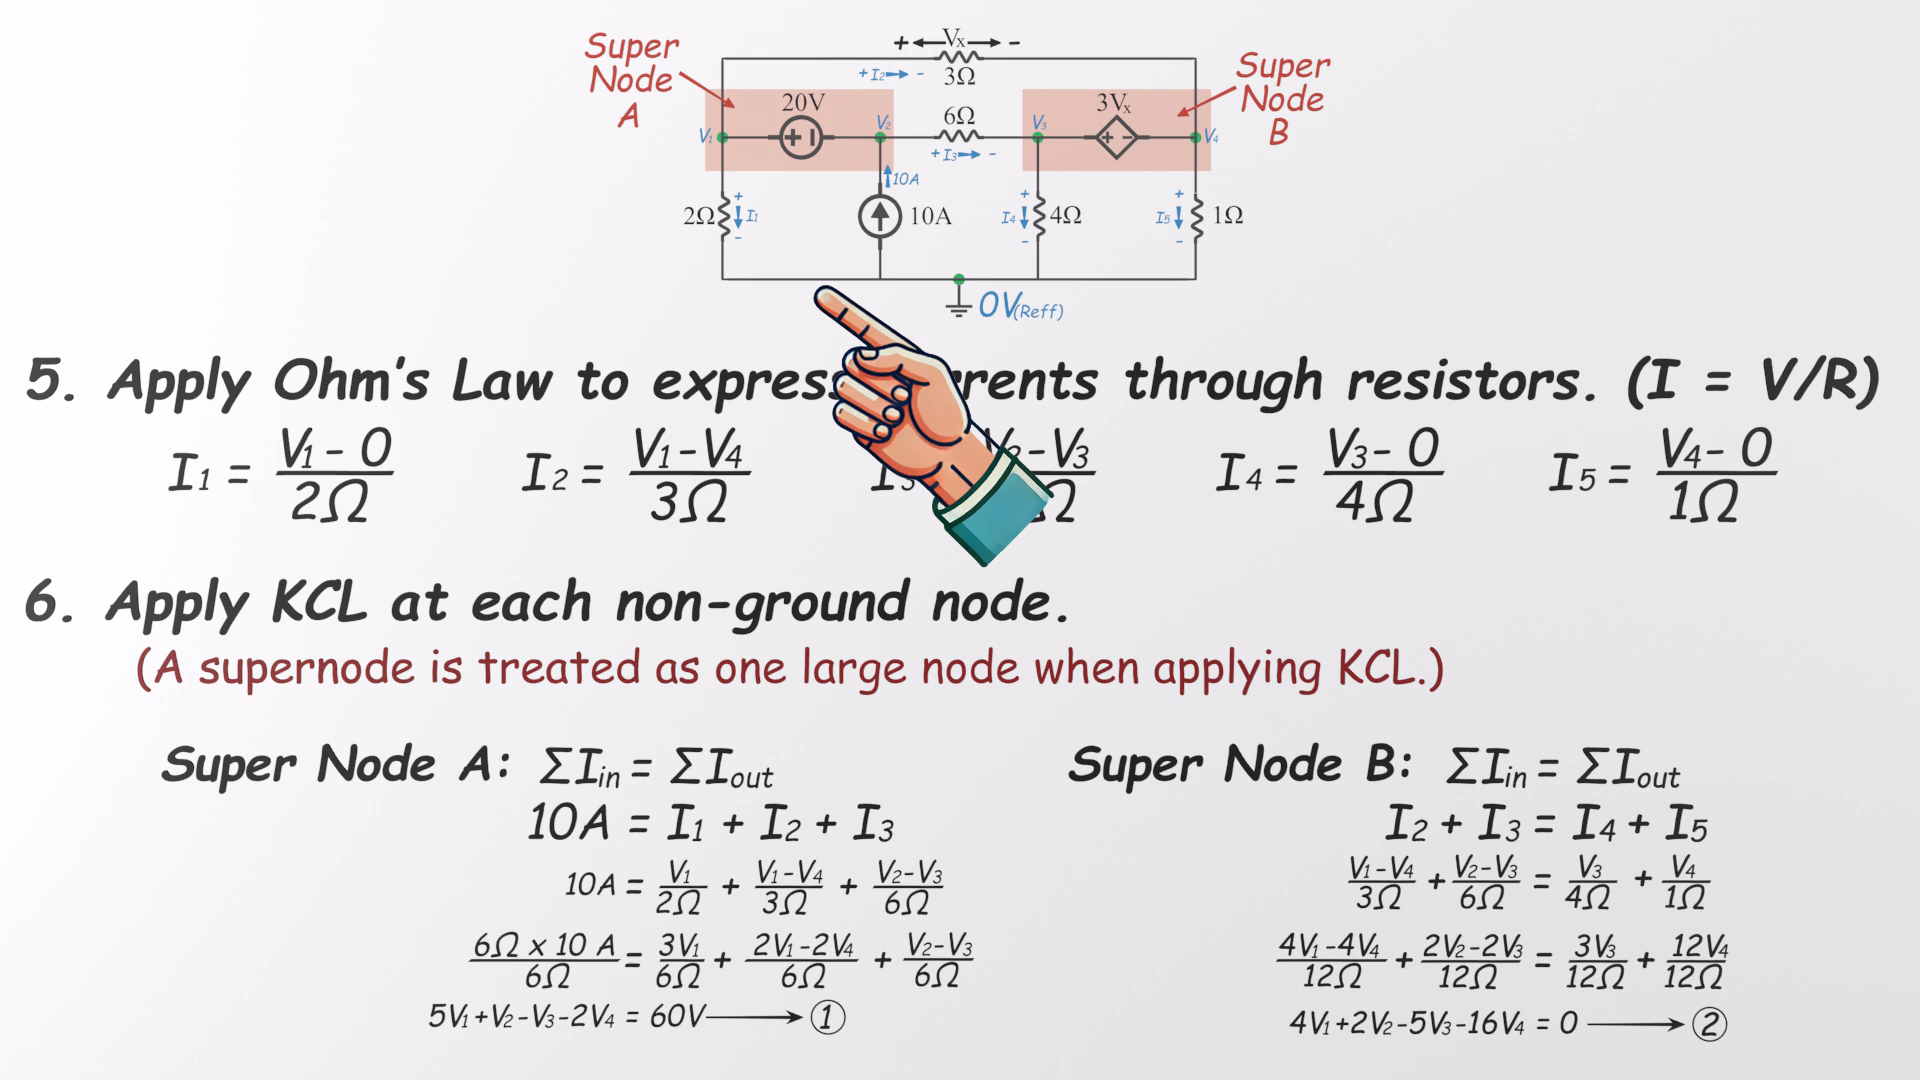 Super Node A
+ Vx -
+ I2 -
3Ω
Super Node B
20V
V1
V2
6Ω
+ I3 -
V3
3Vx
V4
10A
2Ω
+ I1 -
10A
I4 + -
4Ω
I5 + -
1Ω
0V(Reff)
5. Apply Ohm's Law to rrents through resistors. (I = V/R)
I1 = V1 - 0 / 2Ω
I2 = V1 - V4 / 3Ω
-V3 / Ω
I4 = V3 - 0 / 4Ω
I5 = V4 - 0 / 1Ω
6. Apply KCL at each non-ground node.
(A supernode is treated as one large node when applying KCL.)
Super Node A: ΣIin = ΣIout
10A = I1 + I2 + I3
10A = V1/2Ω + V1-V4/3Ω + V2-V3/6Ω
6Ω x 10 A/6Ω = 3V1/6Ω + 2V1-2V4/6Ω + V2-V3/6Ω
5V1+V2-V3-2V4 = 60V → ①
Super Node B: ΣIin = ΣIout
I2 + I3 = I4 + I5
V1-V4/3Ω + V2-V3/6Ω = V3/4Ω + V4/1Ω
4V1-4V4/12Ω + 2V2-2V3/12Ω = 3V3/12Ω + 12V4/12Ω
4V1+2V2-5V3-16V4 = 0 → ②